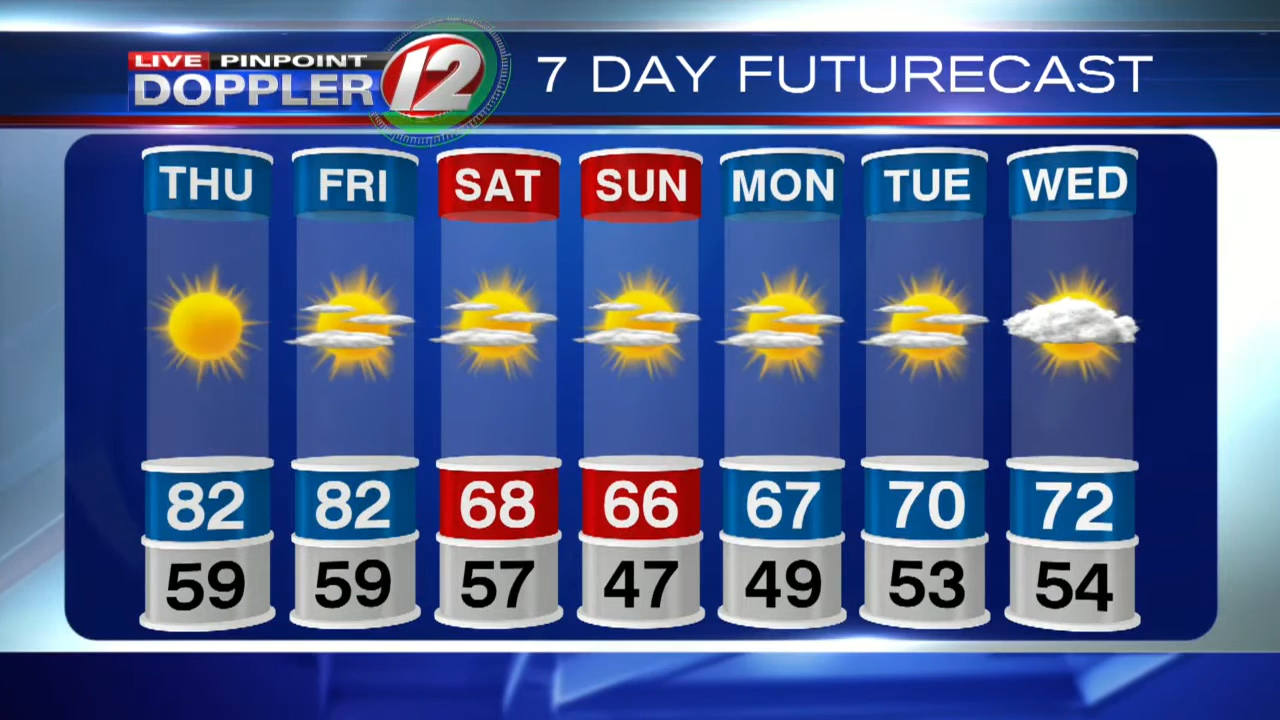 LIVE PINPOINT
DOPPLER 12
7 DAY FUTURECAST
THU FRI SAT SUN MON TUE WED
82 82 68 66 67 70 72
59 59 57 47 49 53 54